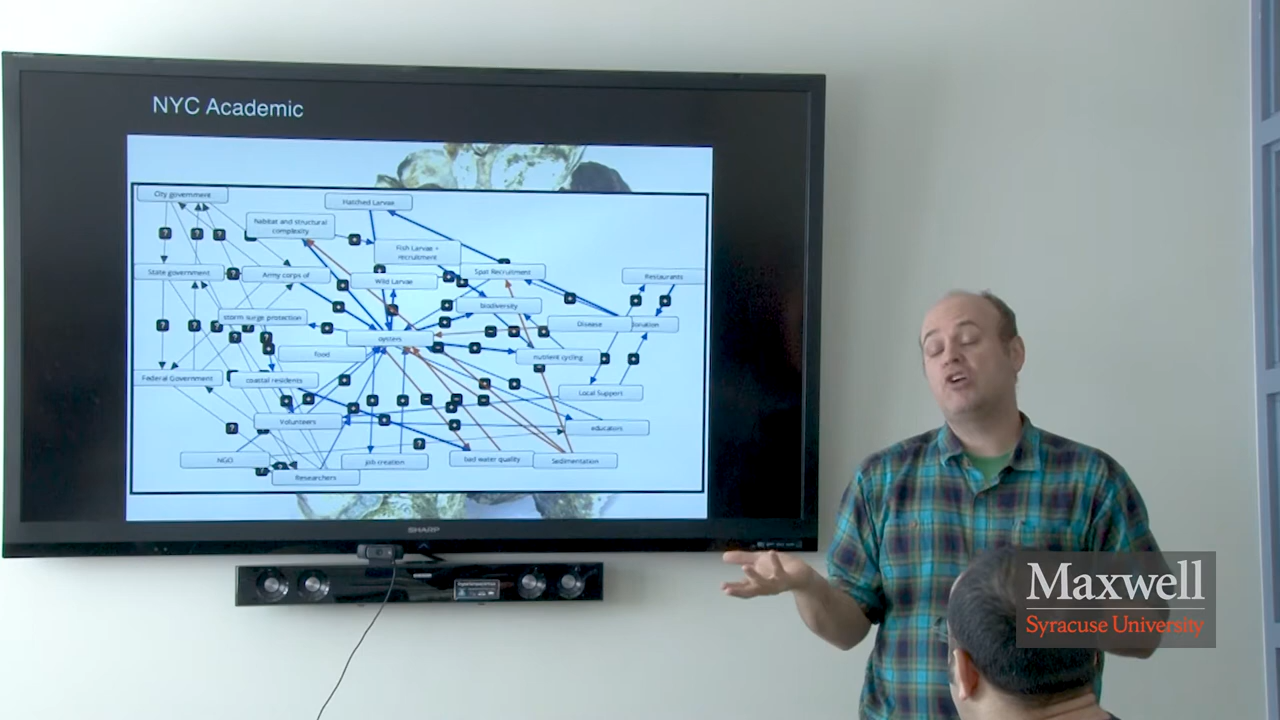 NYC Academic
City government
Hatched Larvae
Habitat and structural
complexity
Fish Larvae +
recruitment
State government
Army corps of
Wild Larvae
Spat Recruitment
Restaurants
biodiversity
storm surge protection
Disease
oysters
food
nutrient cycling
Federal Government
coastal residents
Local Support
Volunteers
educators
NGO
job creation
bad water quality
Sedimentation
Researchers
SHARP
Maxwell
Syracuse University